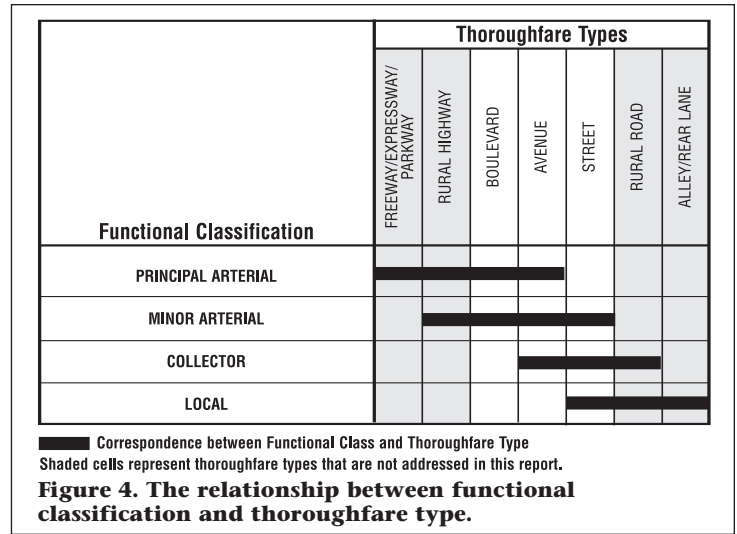 Thoroughfare Types
Functional Classification
FREEWAY/EXPRESSWAY/
PARKWAY
RURAL HIGHWAY
BOULEVARD
AVENUE
STREET
RURAL ROAD
ALLEY/REAR LANE
PRINCIPAL ARTERIAL
MINOR ARTERIAL
COLLECTOR
LOCAL
Correspondence between Functional Class and Thoroughfare Type
Shaded cells represent thoroughfare types that are not addressed in this report.
Figure 4. The relationship between functional
classification and thoroughfare type.